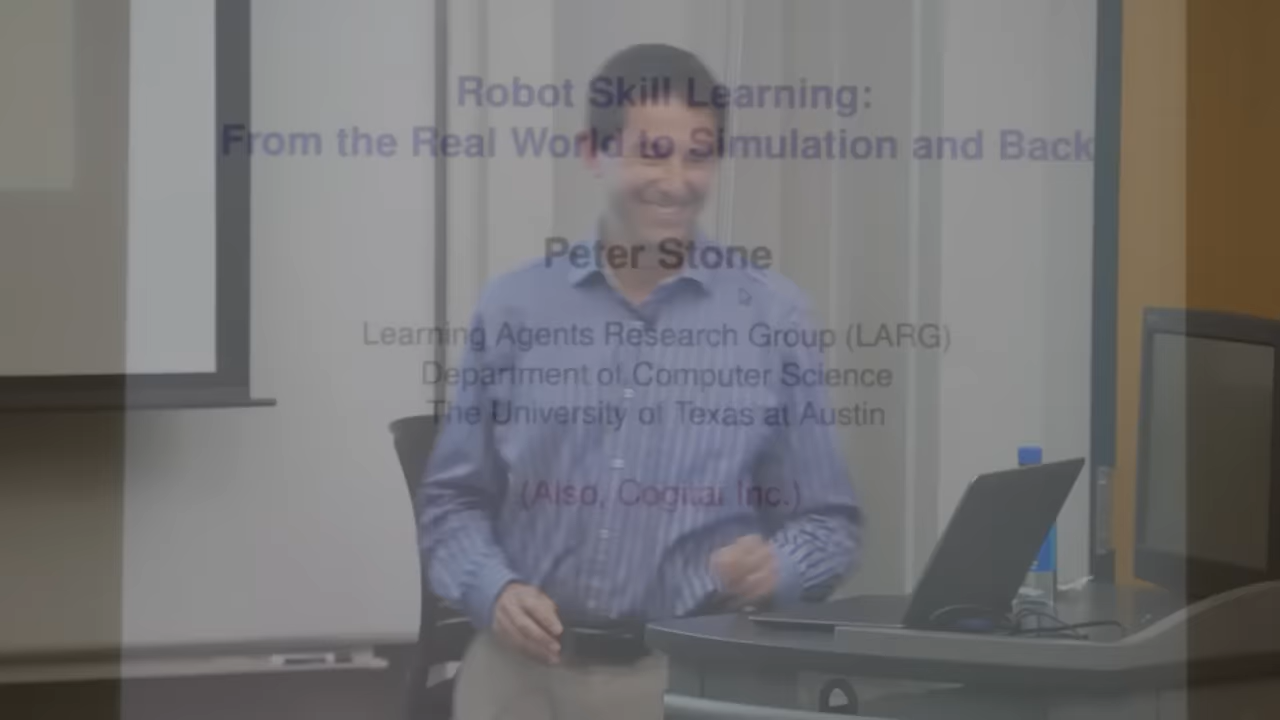 Robot Skill Learning:
From the Real World to Simulation and Back
Peter Stone
Learning Agents Research Group (LARG)
Department of Computer Science
The University of Texas at Austin
(Also, Cogitai Inc.)